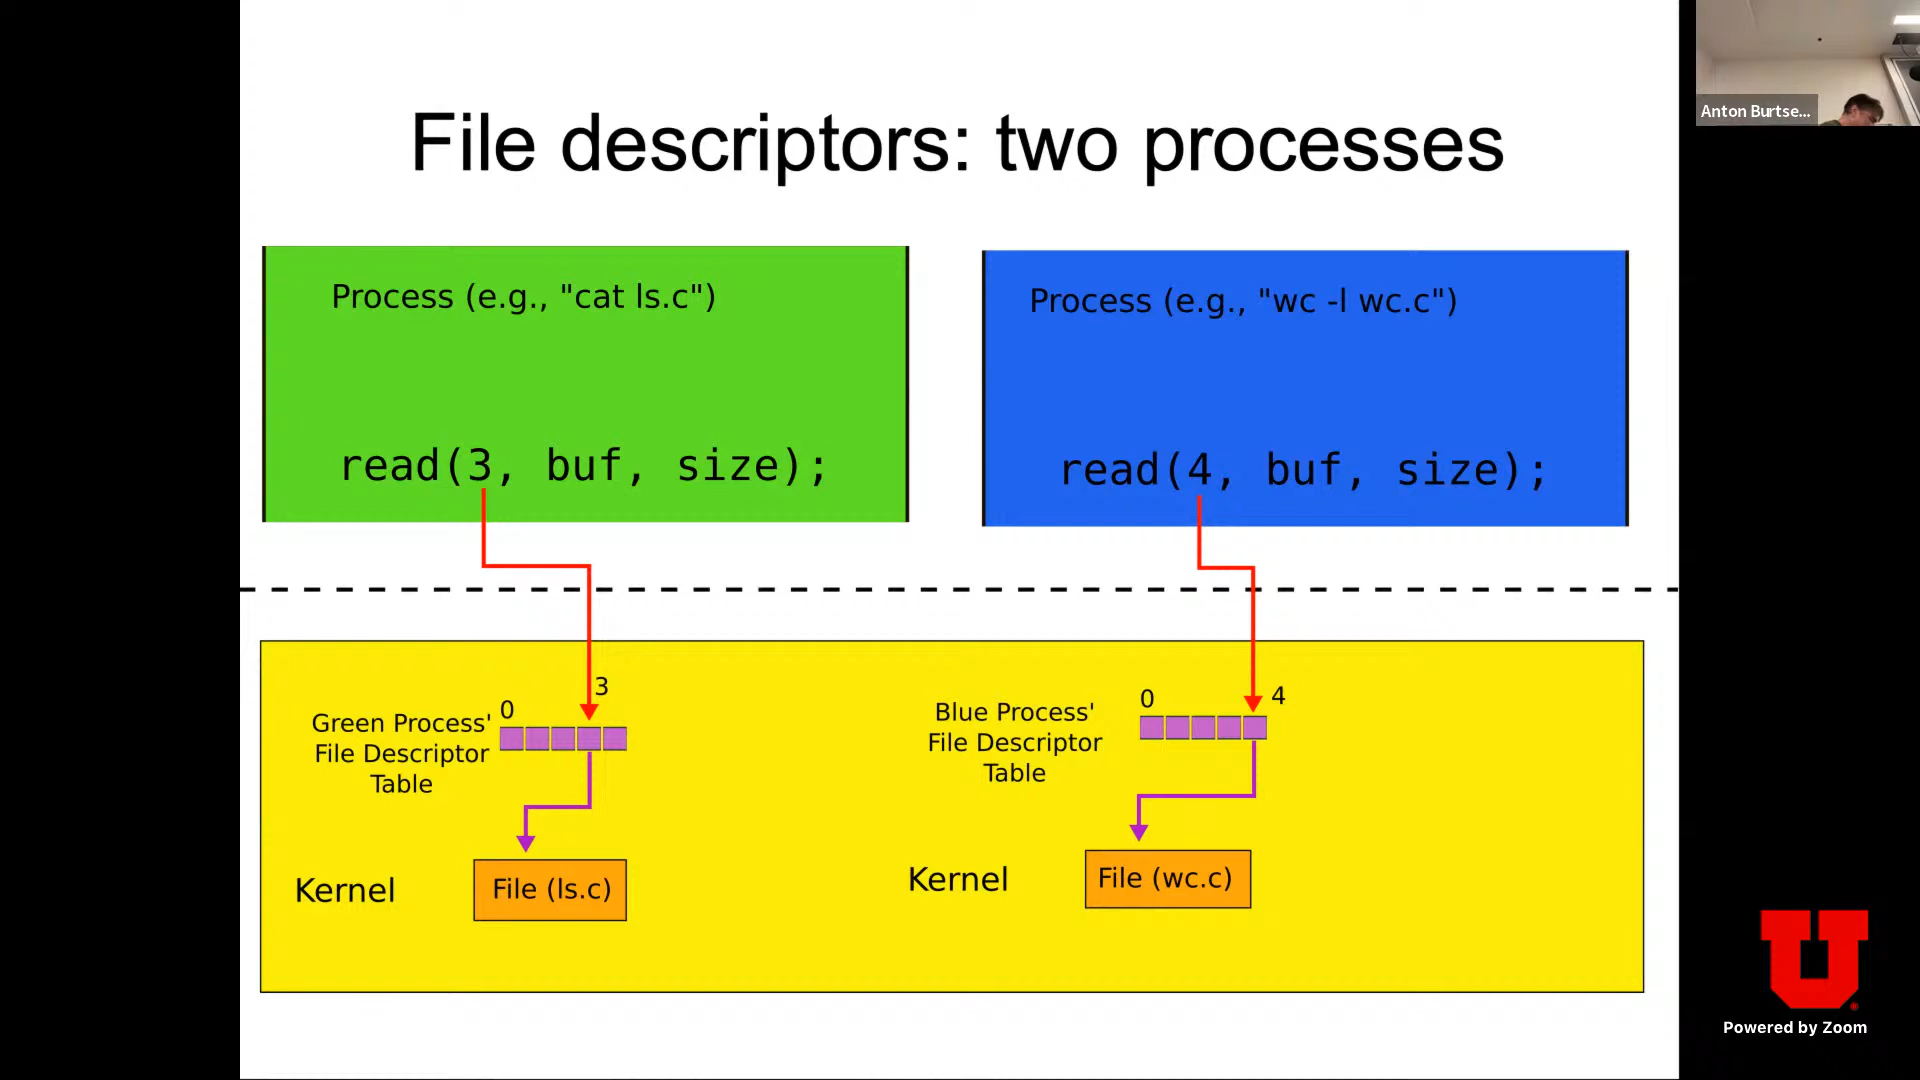 File descriptors: two processes
Anton Burtse...
Process (e.g., "cat ls.c")
read(3, buf, size);
Process (e.g., "wc -l wc.c")
read(4, buf, size);
Green Process'
File Descriptor
Table
0
3
Kernel
File (ls.c)
Blue Process'
File Descriptor
Table
0
4
Kernel
File (wc.c)
U
Powered by Zoom